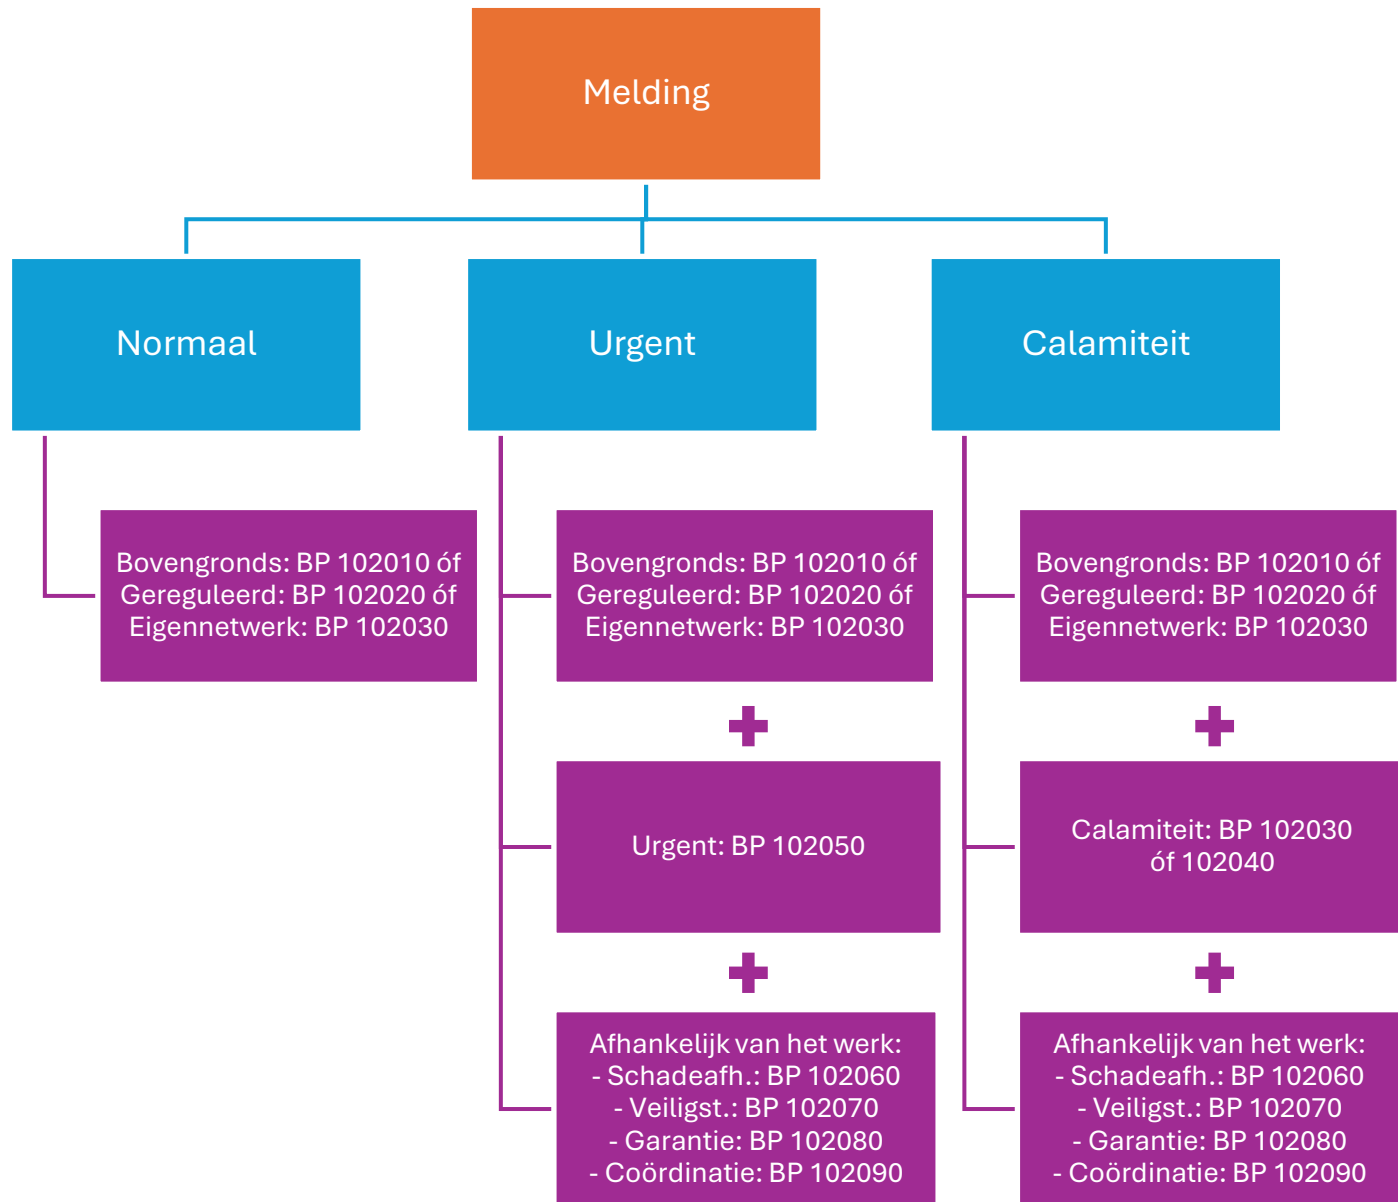 Melding
Normaal
Urgent
Calamiteit
Bovengronds: BP 102010 óf
Gereguleerd: BP 102020 óf
Eigennetwerk: BP 102030
Bovengronds: BP 102010 óf
Gereguleerd: BP 102020 óf
Eigennetwerk: BP 102030
Bovengronds: BP 102010 óf
Gereguleerd: BP 102020 óf
Eigennetwerk: BP 102030
Urgent: BP 102050
Calamiteit: BP 102030
óf 102040
Afhankelijk van het werk:
- Schadeafh.: BP 102060
- Veiligst.: BP 102070
- Garantie: BP 102080
- Coördinatie: BP 102090
Afhankelijk van het werk:
- Schadeafh.: BP 102060
- Veiligst.: BP 102070
- Garantie: BP 102080
- Coördinatie: BP 102090